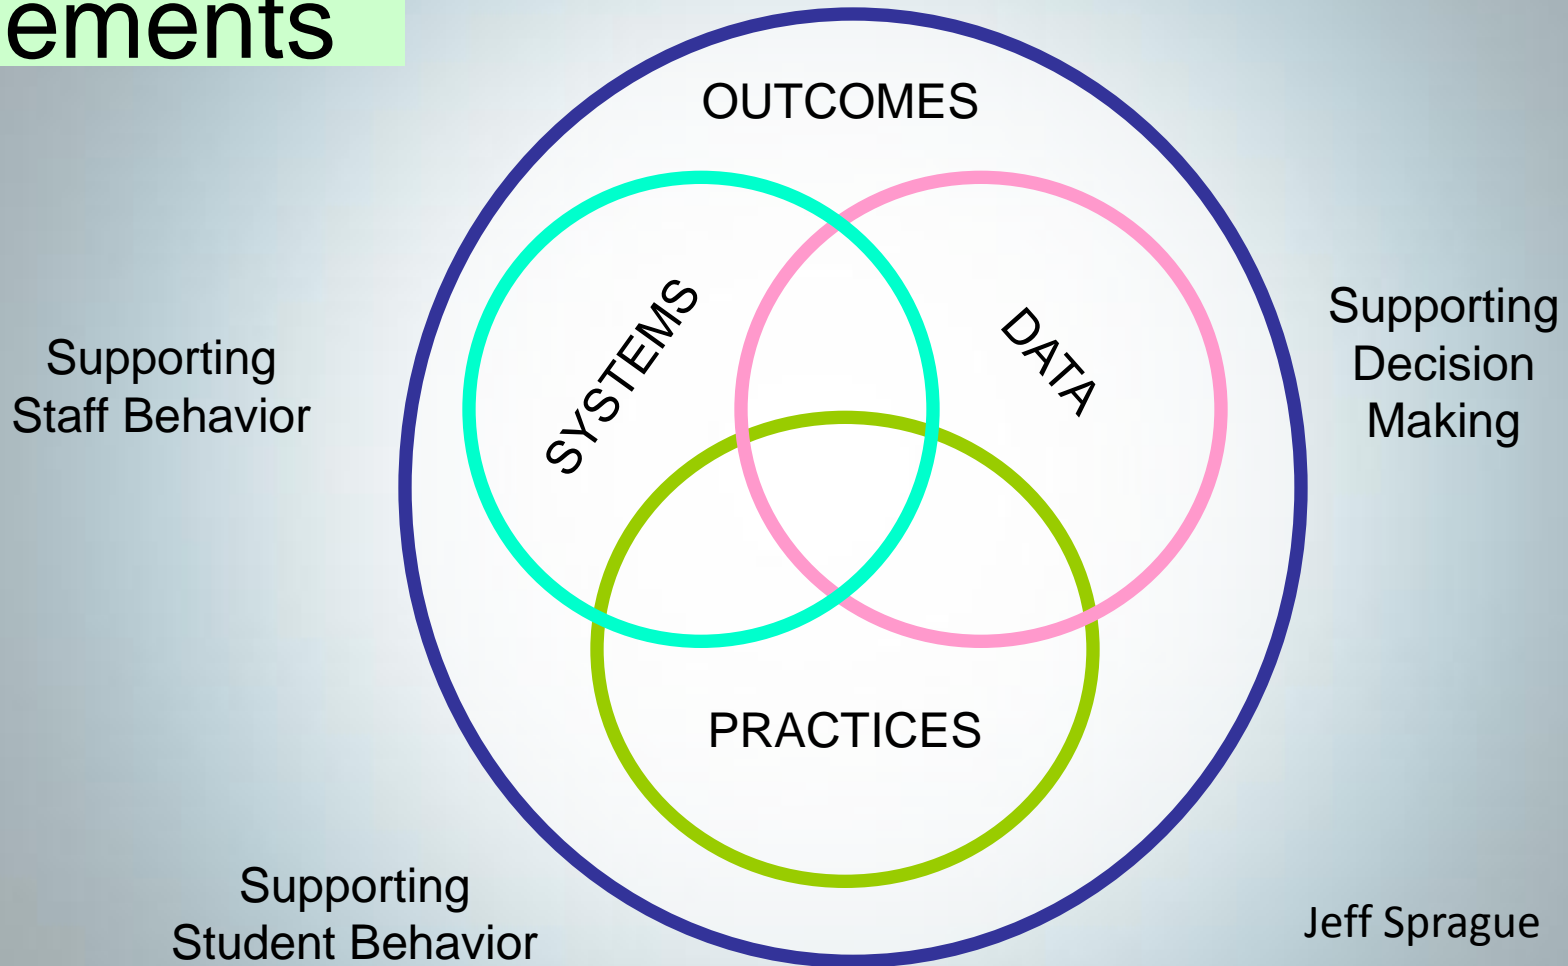 ements
OUTCOMES
SYSTEMS
DATA
Supporting
Staff Behavior
Supporting
Decision
Making
PRACTICES
Supporting
Student Behavior
Jeff Sprague